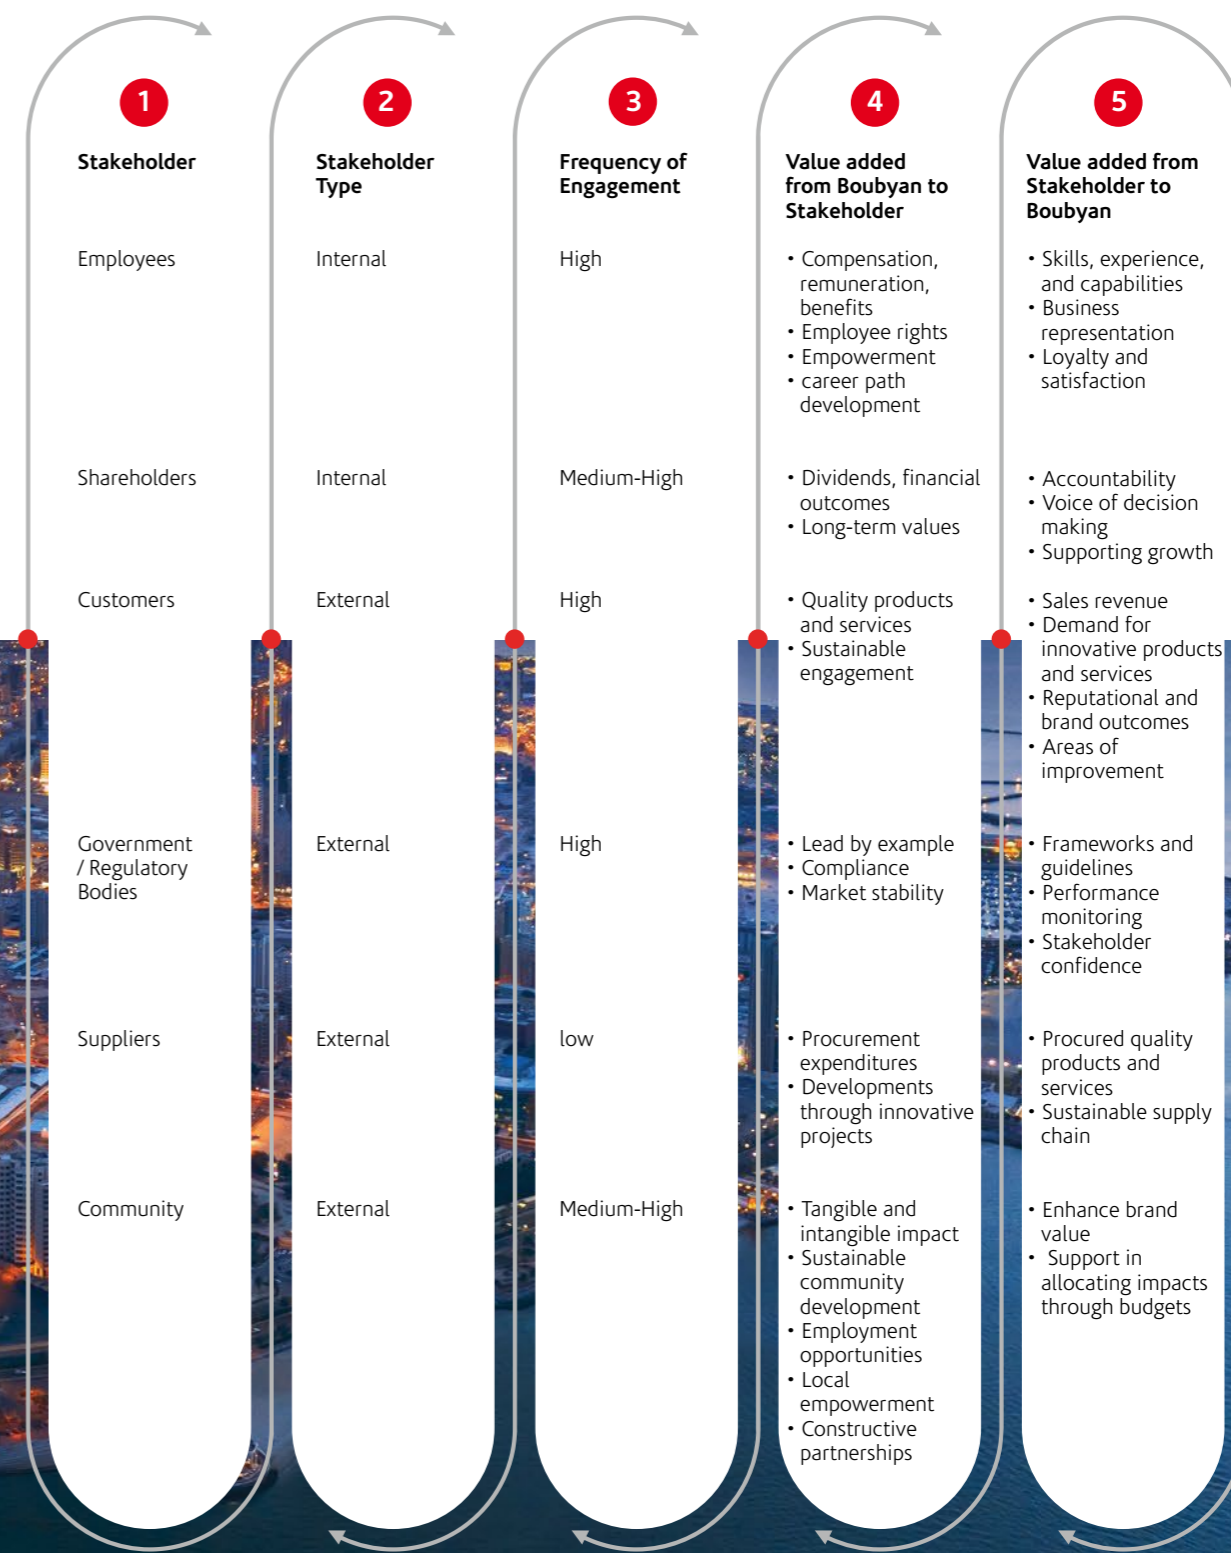 1
Stakeholder
Employees
Shareholders
Customers
Government
/ Regulatory
Bodies
Suppliers
Community
2
Stakeholder
Type
Internal
Internal
External
External
External
External
3
Frequency of
Engagement
High
Medium-High
High
High
low
Medium-High
4
Value added
from Boubyan to
Stakeholder
• Compensation,
remuneration,
benefits
• Employee rights
• Empowerment
• career path
development
• Dividends, financial
outcomes
• Long-term values
• Quality products
and services
• Sustainable
engagement
• Lead by example
• Compliance
• Market stability
• Procurement
expenditures
• Developments
through innovative
projects
• Tangible and
intangible impact
• Sustainable
community
development
• Employment
opportunities
• Local
empowerment
• Constructive
partnerships
5
Value added from
Stakeholder to
Boubyan
• Skills, experience,
and capabilities
• Business
representation
• Loyalty and
satisfaction
• Accountability
• Voice of decision
making
• Supporting growth
• Sales revenue
• Demand for
innovative products
and services
• Reputational and
brand outcomes
• Areas of
improvement
• Frameworks and
guidelines
• Performance
monitoring
• Stakeholder
confidence
• Procured quality
products and
services
• Sustainable supply
chain
• Enhance brand
value
• Support in
allocating impacts
through budgets